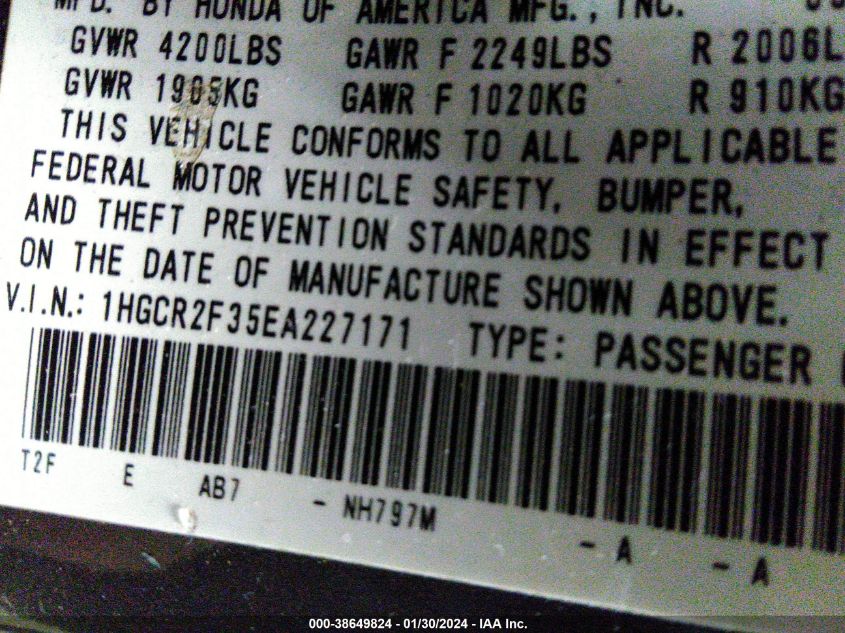 MFD. BY HONDA OF AMERICA MFG., INC.
GVWR 4200LBS GAWR F 2249LBS R 2006L
GVWR 1905KG GAWR F 1020KG R 910KG
THIS VEHICLE CONFORMS TO ALL APPLICABLE
FEDERAL MOTOR VEHICLE SAFETY, BUMPER,
AND THEFT PREVENTION STANDARDS IN EFFECT
ON THE DATE OF MANUFACTURE SHOWN ABOVE.
V.I.N.: 1HGCR2F35EA227171 TYPE: PASSENGER
T2F E AB7 - NH797M - A - A
000-38649824 - 01/30/2024 - IAA Inc.